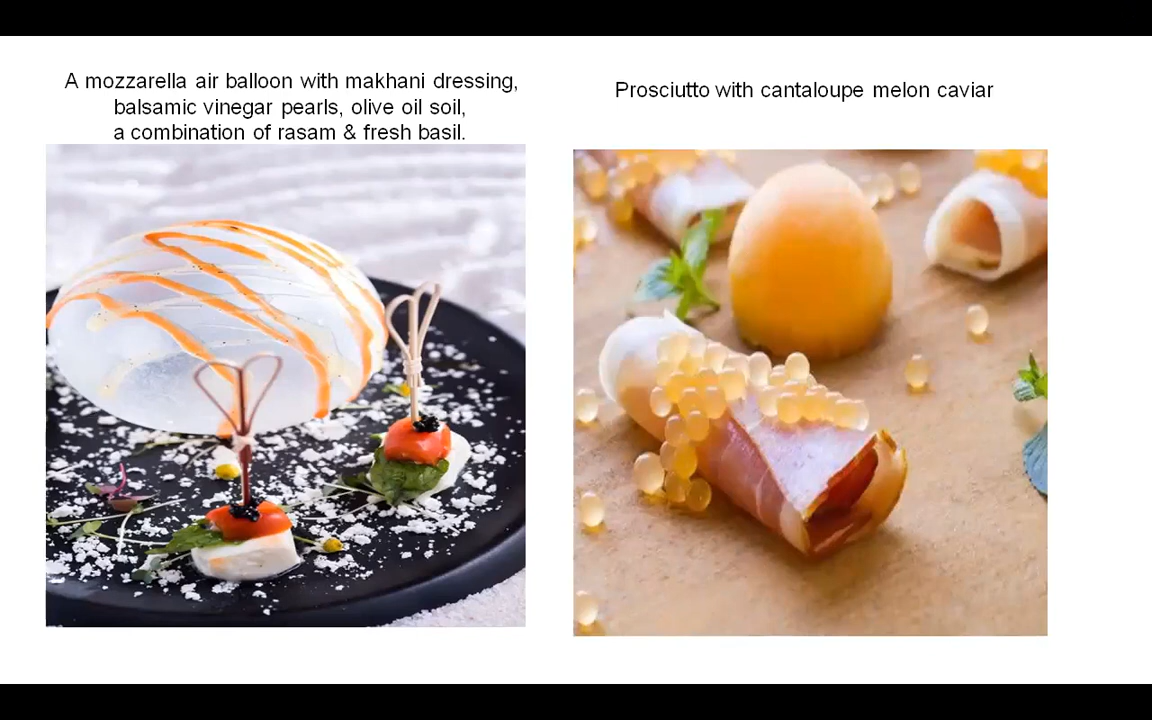 A mozzarella air balloon with makhani dressing,
balsamic vinegar pearls, olive oil soil,
a combination of rasam & fresh basil.
Prosciutto with cantaloupe melon caviar